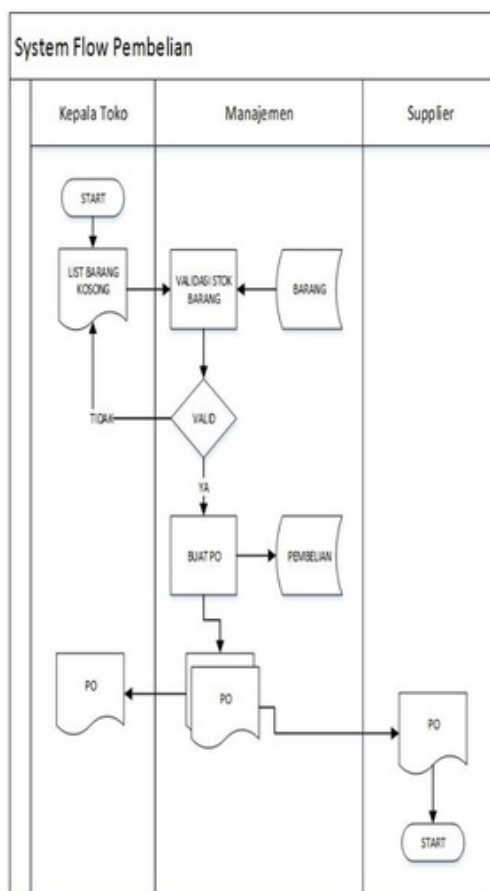 System Flow Pembelian
Kepala Toko
Manajemen
Supplier
START
LIST BARANG
KOSONG
VALIDASI STOK
BARANG
BARANG
TIDAK
VALID
YA
BUAT PO
PEMBELIAN
PO
PO
PO
START